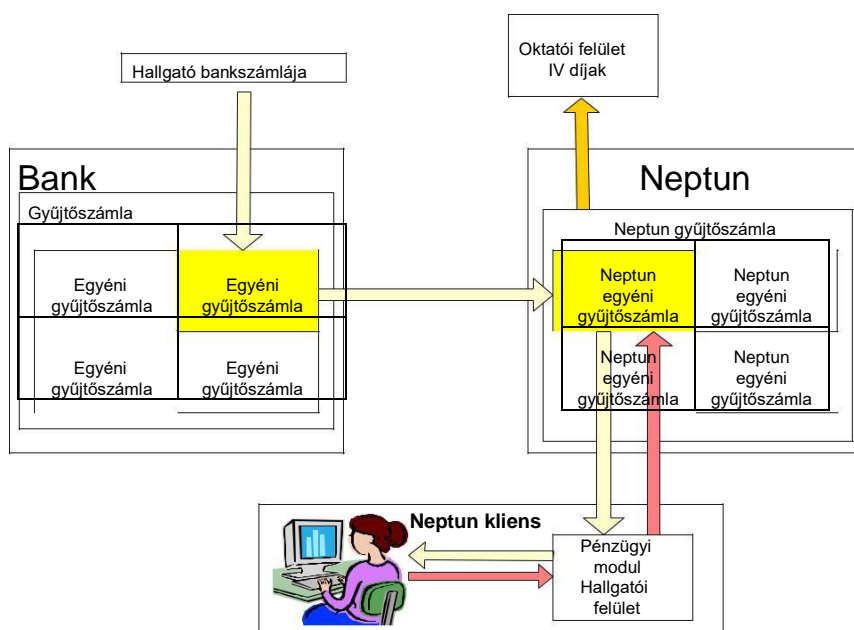 Hallgató bankszámlája
Oktatói felület
IV díjak
Bank
Gyűjtőszámla
Egyéni
gyűjtőszámla
Egyéni
gyűjtőszámla
Egyéni
gyűjtőszámla
Egyéni
gyűjtőszámla
Neptun
Neptun gyűjtőszámla
Neptun
egyéni
gyűjtőszámla
Neptun
egyéni
gyűjtőszámla
Neptun
egyéni
gyűjtőszámla
Neptun
egyéni
gyűjtőszámla
Neptun kliens
Pénzügyi
modul
Hallgatói
felület